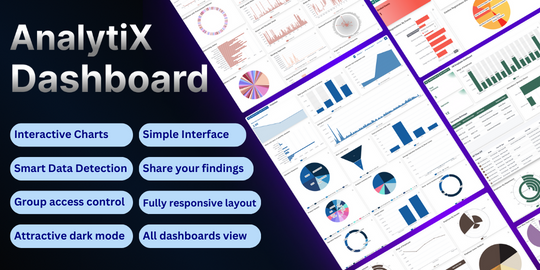 AnalytiX
Dashboard
Interactive Charts
Simple Interface
Smart Data Detection
Share your findings
Group access control
Fully responsive layout
Attractive dark mode
All dashboards view